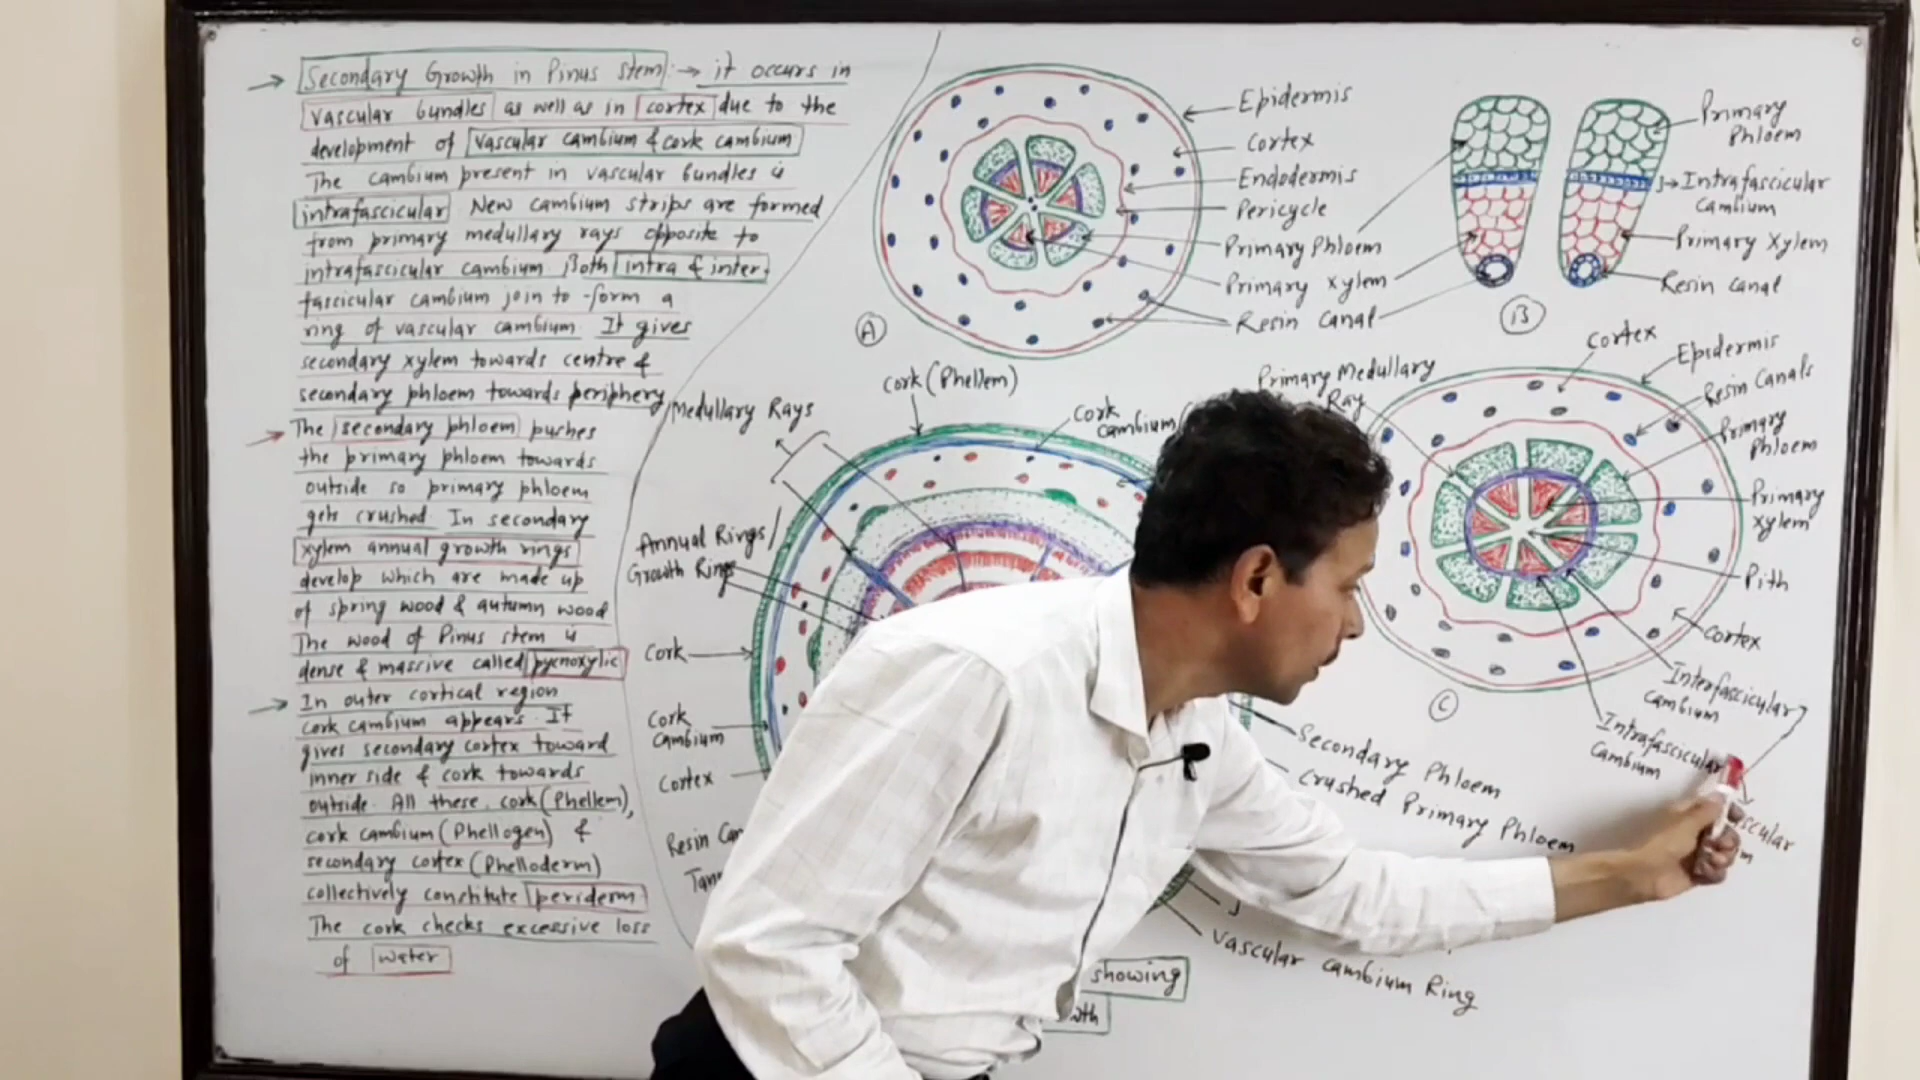 Secondary Growth in Pinus stem :→ it occurs in
vascular bundles as well as in cortex due to the
development of vascular cambium & cork cambium
The cambium present in vascular bundles is
intrafascicular New cambium strips are formed
from primary medullary rays opposite to
intrafascicular cambium Both intra & inter-
fascicular cambium join to form a
ring of vascular cambium. It gives
secondary xylem towards centre &
secondary phloem towards periphery
The secondary phloem pushes
the primary phloem towards
outside so primary phloem
gets crushed In secondary
xylem annual growth rings
develop which are made up
of spring wood & autumn wood
The wood of Pinus stem is
dense & massive called pycnoxylic
In outer cortical region
cork cambium appears. It
gives secondary cortex toward
inner side & cork towards
outside. All these, cork (Phellem),
cork cambium (Phellogen) &
secondary cortex (Phelloderm)
collectively constitute periderm
The cork checks excessive loss
of water
Epidermis
Cortex
Endodermis
Pericycle
Primary Phloem
Primary xylem
Resin Canal
A
Primary
Phloem
Intrafascicular
Cambium
Primary Xylem
Resin Canal
B
Cork (Phellem)
Medullary Rays
Cork
Cambium
Annual Rings/
Growth Rings
Cork
Cork
Cambium
Cortex
Resin
Secondary Phloem
Crushed Primary Phloem
Vascular Cambium Ring
showing
Primary Medullary
Ray
Cortex
Epidermis
Resin Canals
Primary
Phloem
Primary
Xylem
Pith
Cortex
Interfascicular
Cambium
Intrafascicular
Cambium
C